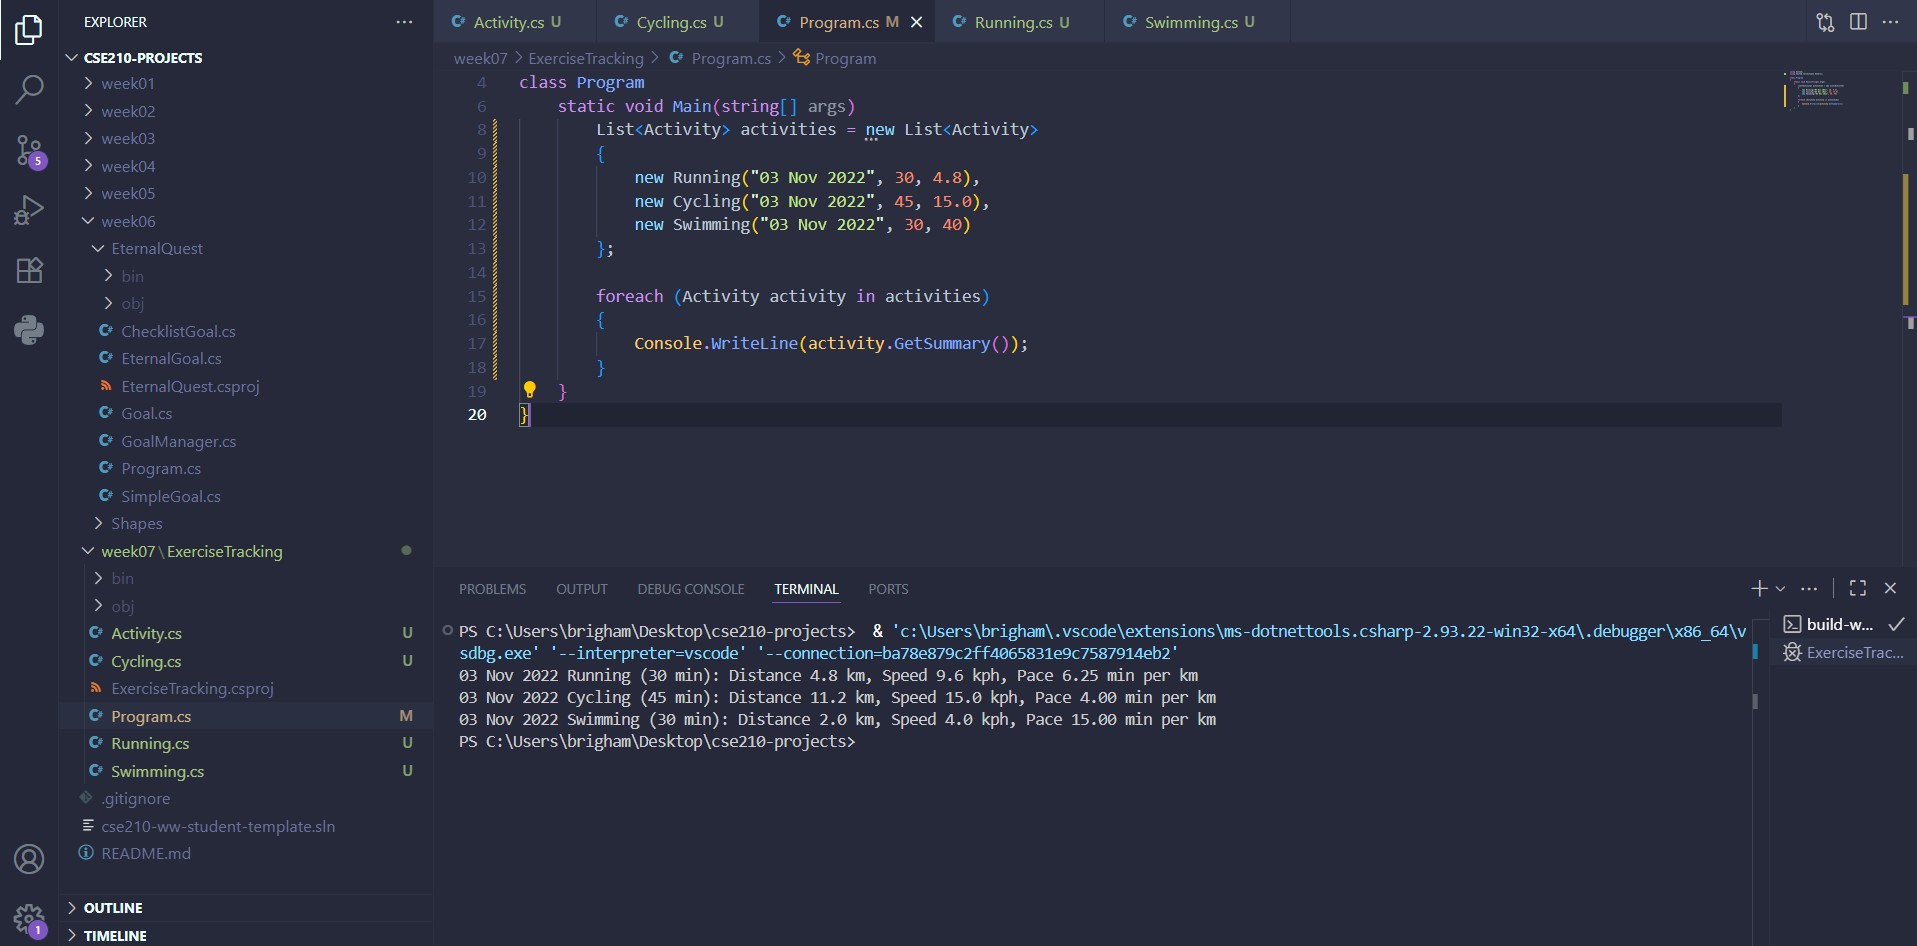 EXPLORER
CSE210-PROJECTS
week01
week02
week03
week04
week05
week06
EternalQuest
bin
obj
ChecklistGoal.cs
EternalGoal.cs
EternalQuest.csproj
Goal.cs
GoalManager.cs
Program.cs
SimpleGoal.cs
Shapes
week07\ExerciseTracking
bin
obj
Activity.cs U
Cycling.cs U
ExerciseTracking.csproj
Program.cs M
Running.cs U
Swimming.cs U
.gitignore
cse210-ww-student-template.sln
README.md
OUTLINE
TIMELINE
5
1
Activity.cs U Cycling.cs U Program.cs M Running.cs U Swimming.cs U
week07 > ExerciseTracking > Program.cs > Program
4 class Program
6 static void Main(string[] args)
8 List<Activity> activities = new List<Activity>
9 {
10 new Running("03 Nov 2022", 30, 4.8),
11 new Cycling("03 Nov 2022", 45, 15.0),
12 new Swimming("03 Nov 2022", 30, 40)
13 };
14
15 foreach (Activity activity in activities)
16 {
17 Console.WriteLine(activity.GetSummary());
18 }
19 }
20 }
PROBLEMS OUTPUT DEBUG CONSOLE TERMINAL PORTS
PS C:\Users\brigham\Desktop\cse210-projects> & 'c:\Users\brigham\.vscode\extensions\ms-dotnettools.csharp-2.93.22-win32-x64\.debugger\x86_64\v
sdbg.exe' '--interpreter=vscode' '--connection=ba78e879c2ff4065831e9c7587914eb2'
03 Nov 2022 Running (30 min): Distance 4.8 km, Speed 9.6 kph, Pace 6.25 min per km
03 Nov 2022 Cycling (45 min): Distance 11.2 km, Speed 15.0 kph, Pace 4.00 min per km
03 Nov 2022 Swimming (30 min): Distance 2.0 km, Speed 4.0 kph, Pace 15.00 min per km
PS C:\Users\brigham\Desktop\cse210-projects>
build-w...
ExerciseTrac...